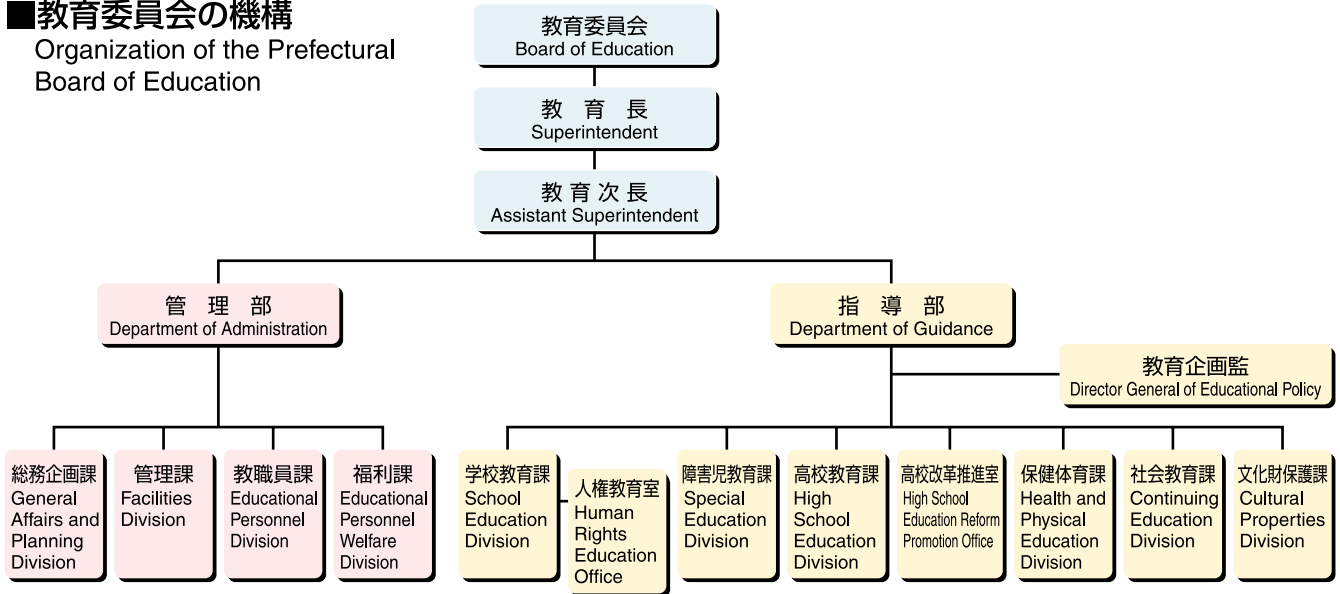 ■教育委員会の機構
Organization of the Prefectural
Board of Education
教育委員会
Board of Education
教 育 長
Superintendent
教 育 次 長
Assistant Superintendent
管 理 部
Department of Administration
指 導 部
Department of Guidance
教育企画監
Director General of Educational Policy
総務企画課
General
Affairs and
Planning
Division
管理課
Facilities
Division
教職員課
Educational
Personnel
Division
福利課
Educational
Personnel
Welfare
Division
学校教育課
School
Education
Division
人権教育室
Human
Rights
Education
Office
障害児教育課
Special
Education
Division
高校教育課
High
School
Education
Division
高校改革推進室
High School
Education Reform
Promotion Office
保健体育課
Health and
Physical
Education
Division
社会教育課
Continuing
Education
Division
文化財保護課
Cultural
Properties
Division